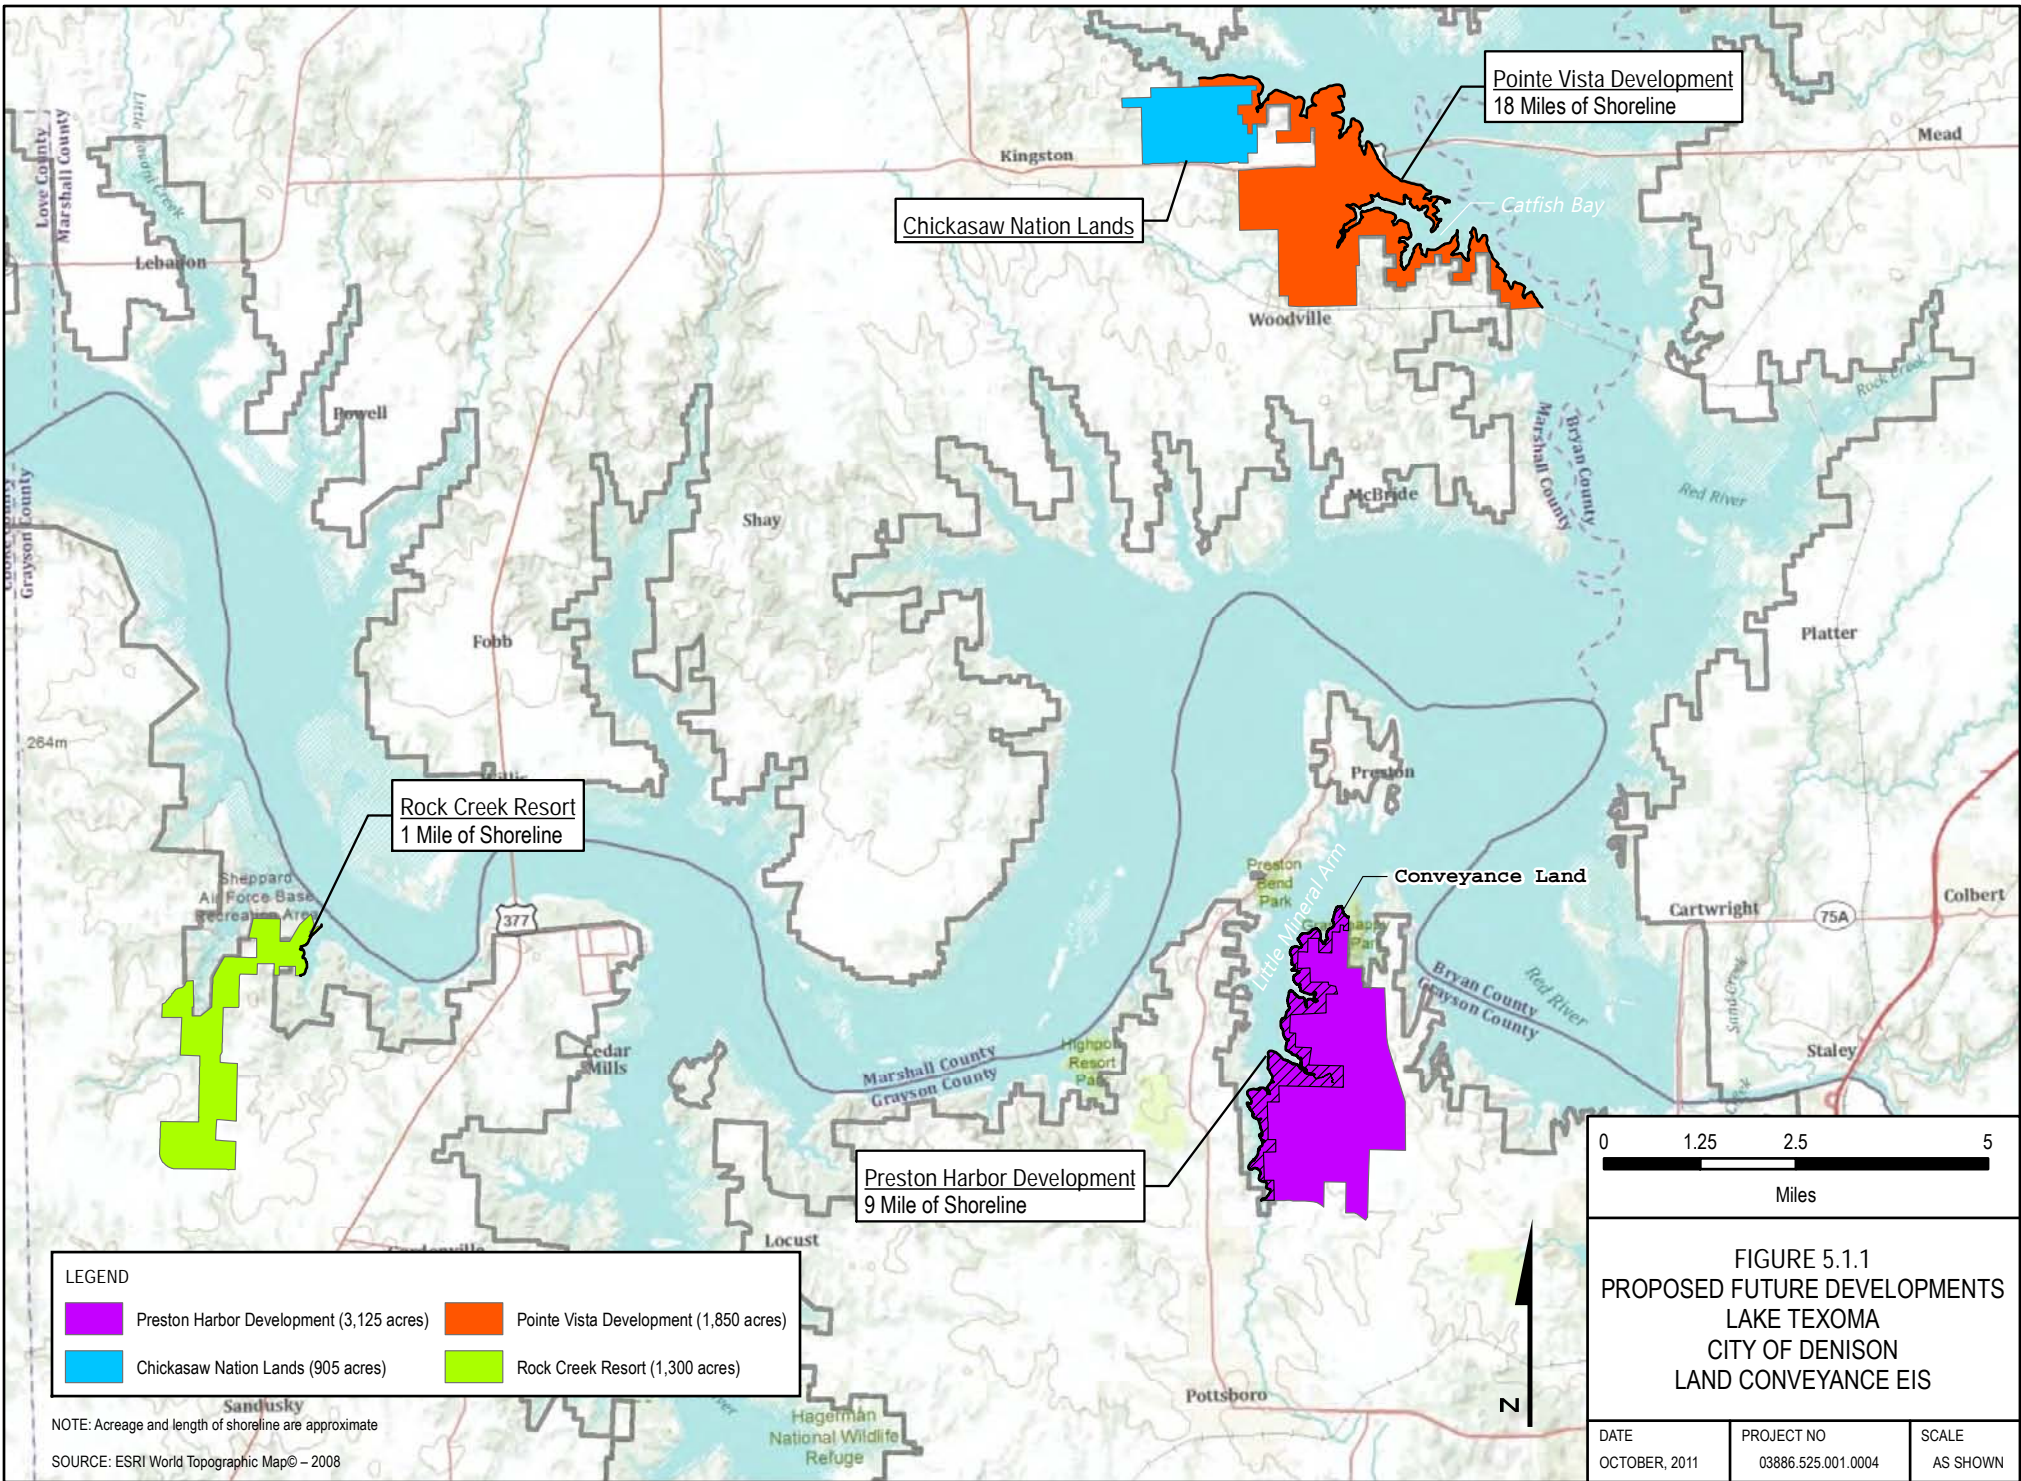 Pointe Vista Development
18 Miles of Shoreline
Mead
Kingston
Love County
Marshall County
Chickasaw Nation Lands
Catfish Bay
Lebanon
Woodville
Rock Creek
Powell
Marshall County
Bryan County
McBride
Red River
Shay
Grayson County
Fobb
Platter
264m
Preston
Rock Creek Resort
1 Mile of Shoreline
Sheppard
Air Force Base
Recreation Area
377
Preston
Bend
Park
Little Mineral Arm
Conveyance Land
Cartwright
75A
Colbert
Bryan County
Grayson County
Red River
Sand Creek
Staley
Cedar
Mills
Marshall County
Grayson County
Resort
Preston Harbor Development
9 Mile of Shoreline
Locust
Pottsboro
Sandusky
Hagerman
National Wildlife
Refuge
LEGEND
Preston Harbor Development (3,125 acres)
Pointe Vista Development (1,850 acres)
Chickasaw Nation Lands (905 acres)
Rock Creek Resort (1,300 acres)
NOTE: Acreage and length of shoreline are approximate
SOURCE: ESRI World Topographic Map© – 2008
N
0 1.25 2.5 5
Miles
FIGURE 5.1.1
PROPOSED FUTURE DEVELOPMENTS
LAKE TEXOMA
CITY OF DENISON
LAND CONVEYANCE EIS
DATE
OCTOBER, 2011
PROJECT NO
03886.525.001.0004
SCALE
AS SHOWN